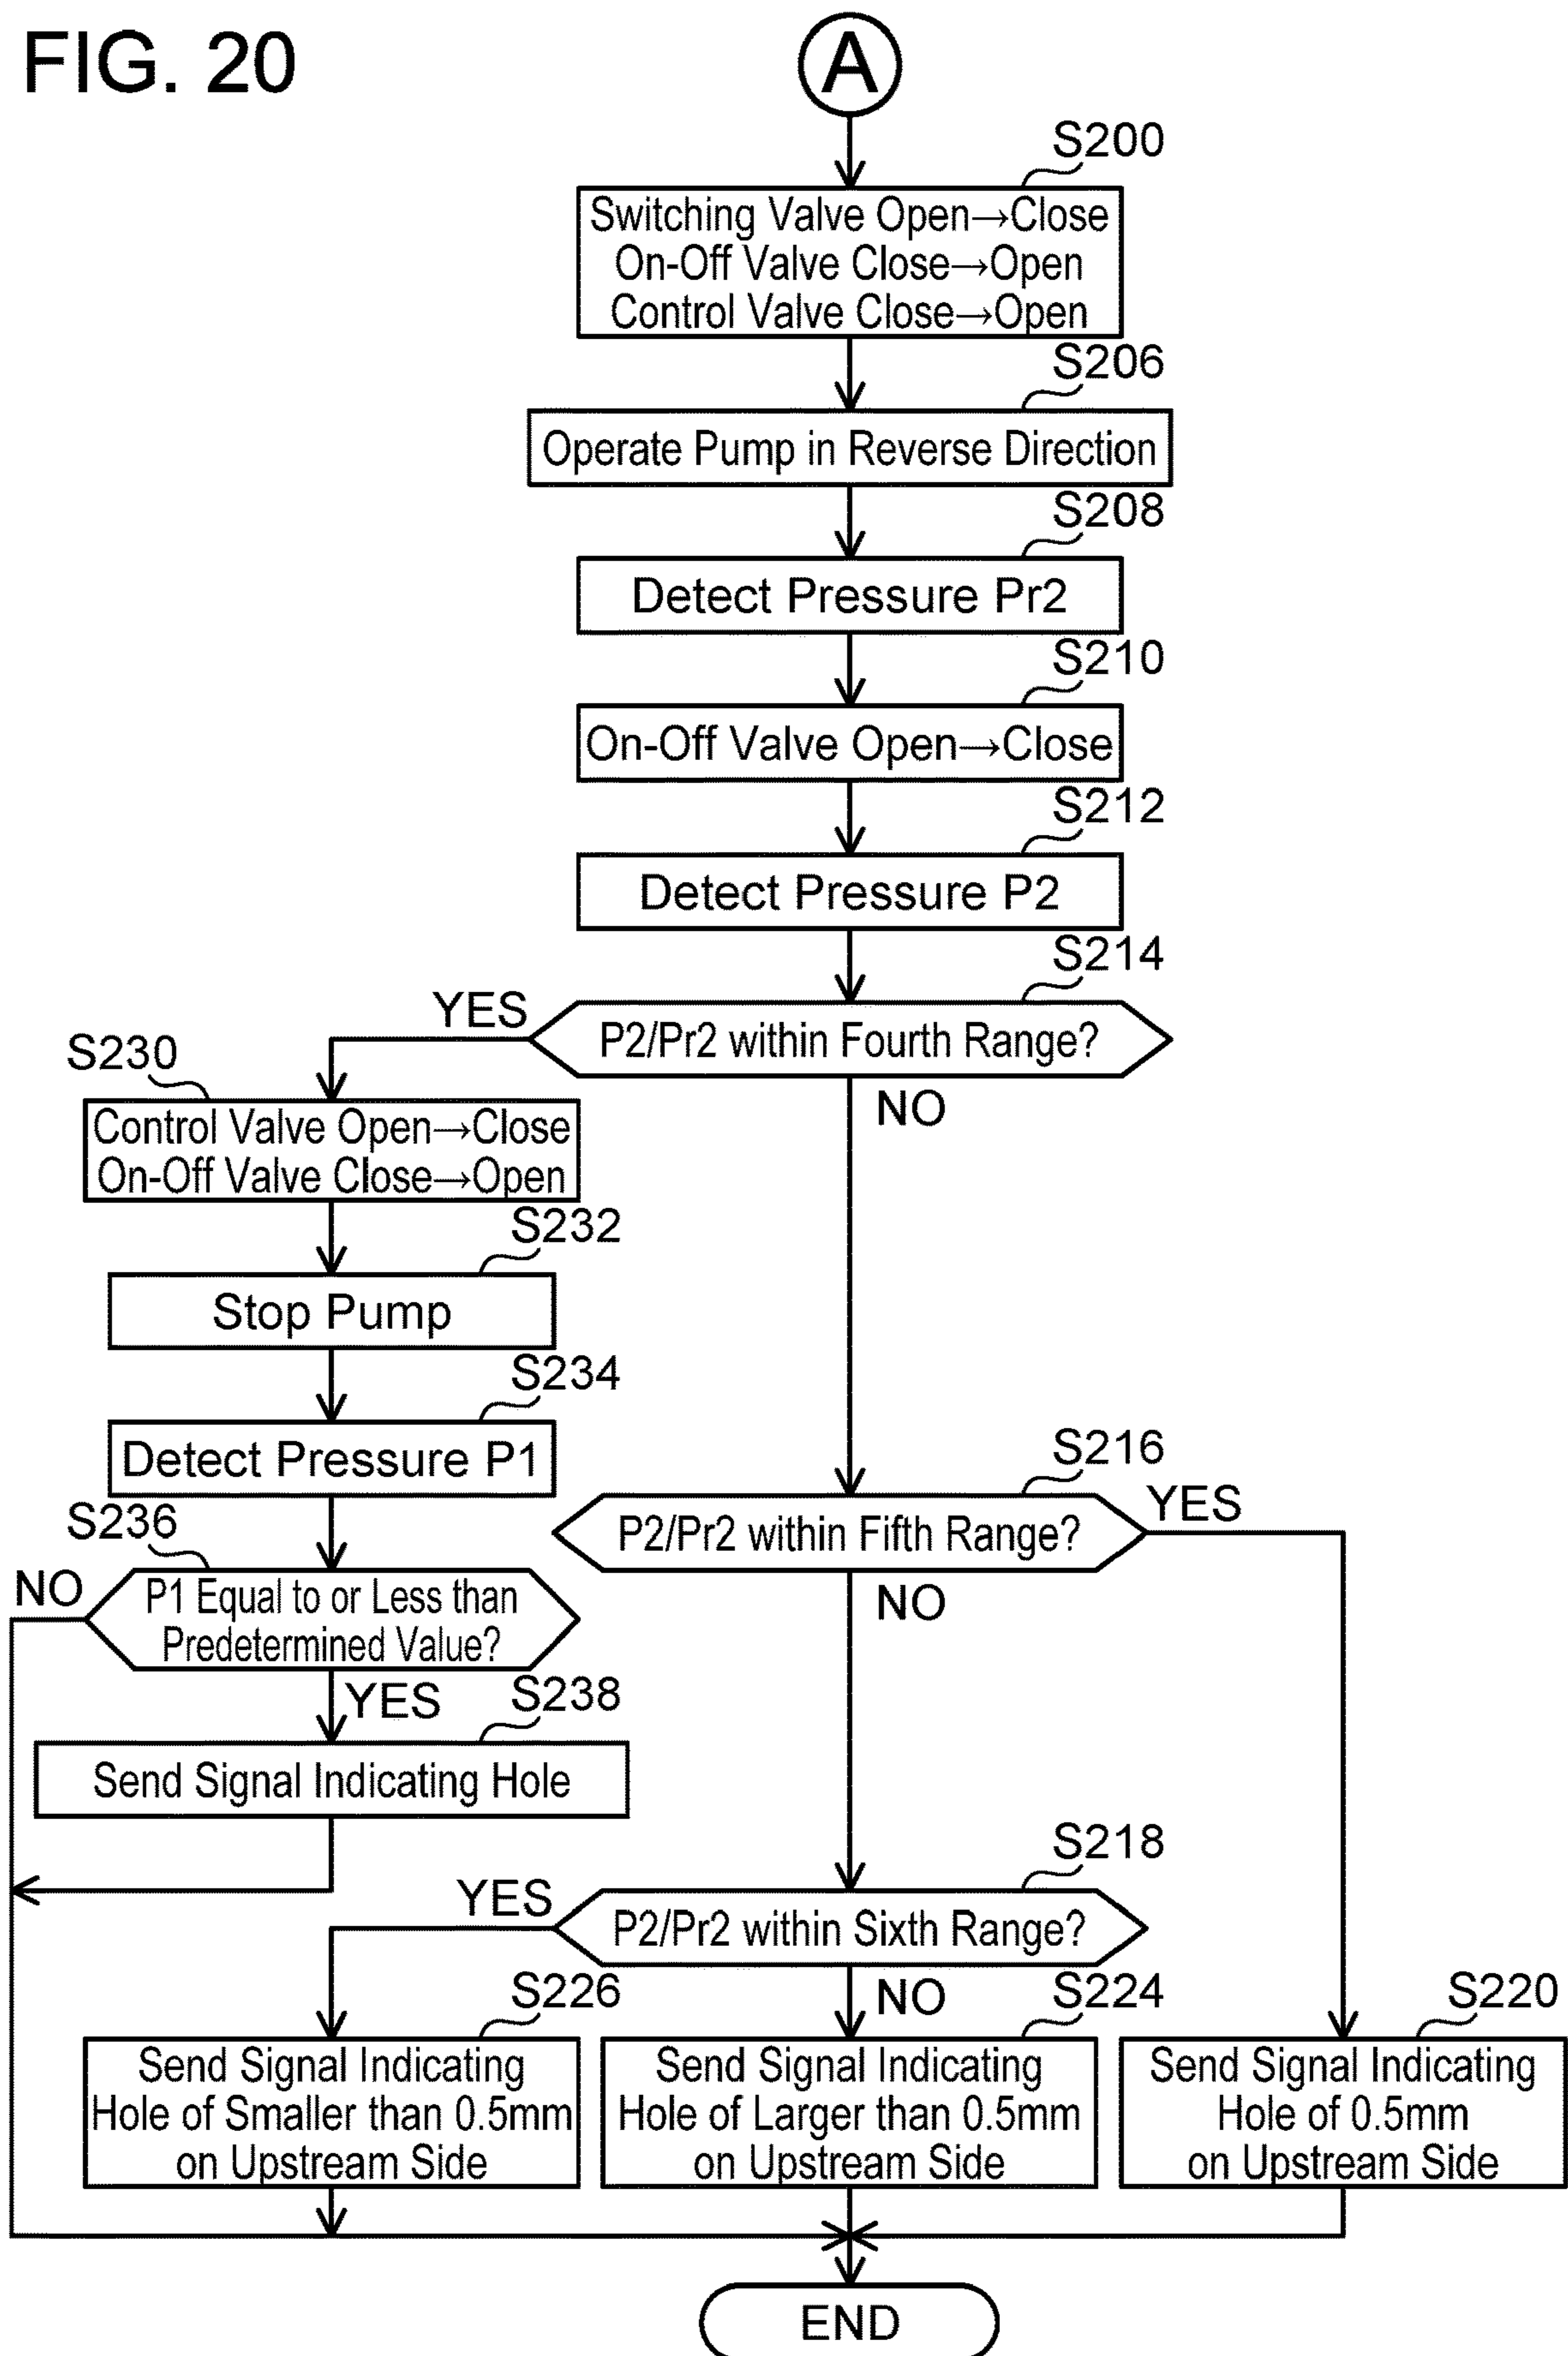 FIG. 20
A
S200
Switching Valve Open→Close
On-Off Valve Close→Open
Control Valve Close→Open
S206
Operate Pump in Reverse Direction
S208
Detect Pressure Pr2
S210
On-Off Valve Open→Close
S212
Detect Pressure P2
S214
P2/Pr2 within Fourth Range?
YES
NO
S230
Control Valve Open→Close
On-Off Valve Close→Open
S232
Stop Pump
S234
Detect Pressure P1
S236
P1 Equal to or Less than
Predetermined Value?
NO
YES
S238
Send Signal Indicating Hole
S216
P2/Pr2 within Fifth Range?
YES
NO
S218
P2/Pr2 within Sixth Range?
YES
NO
S226
Send Signal Indicating
Hole of Smaller than 0.5mm
on Upstream Side
S224
Send Signal Indicating
Hole of Larger than 0.5mm
on Upstream Side
S220
Send Signal Indicating
Hole of 0.5mm
on Upstream Side
END